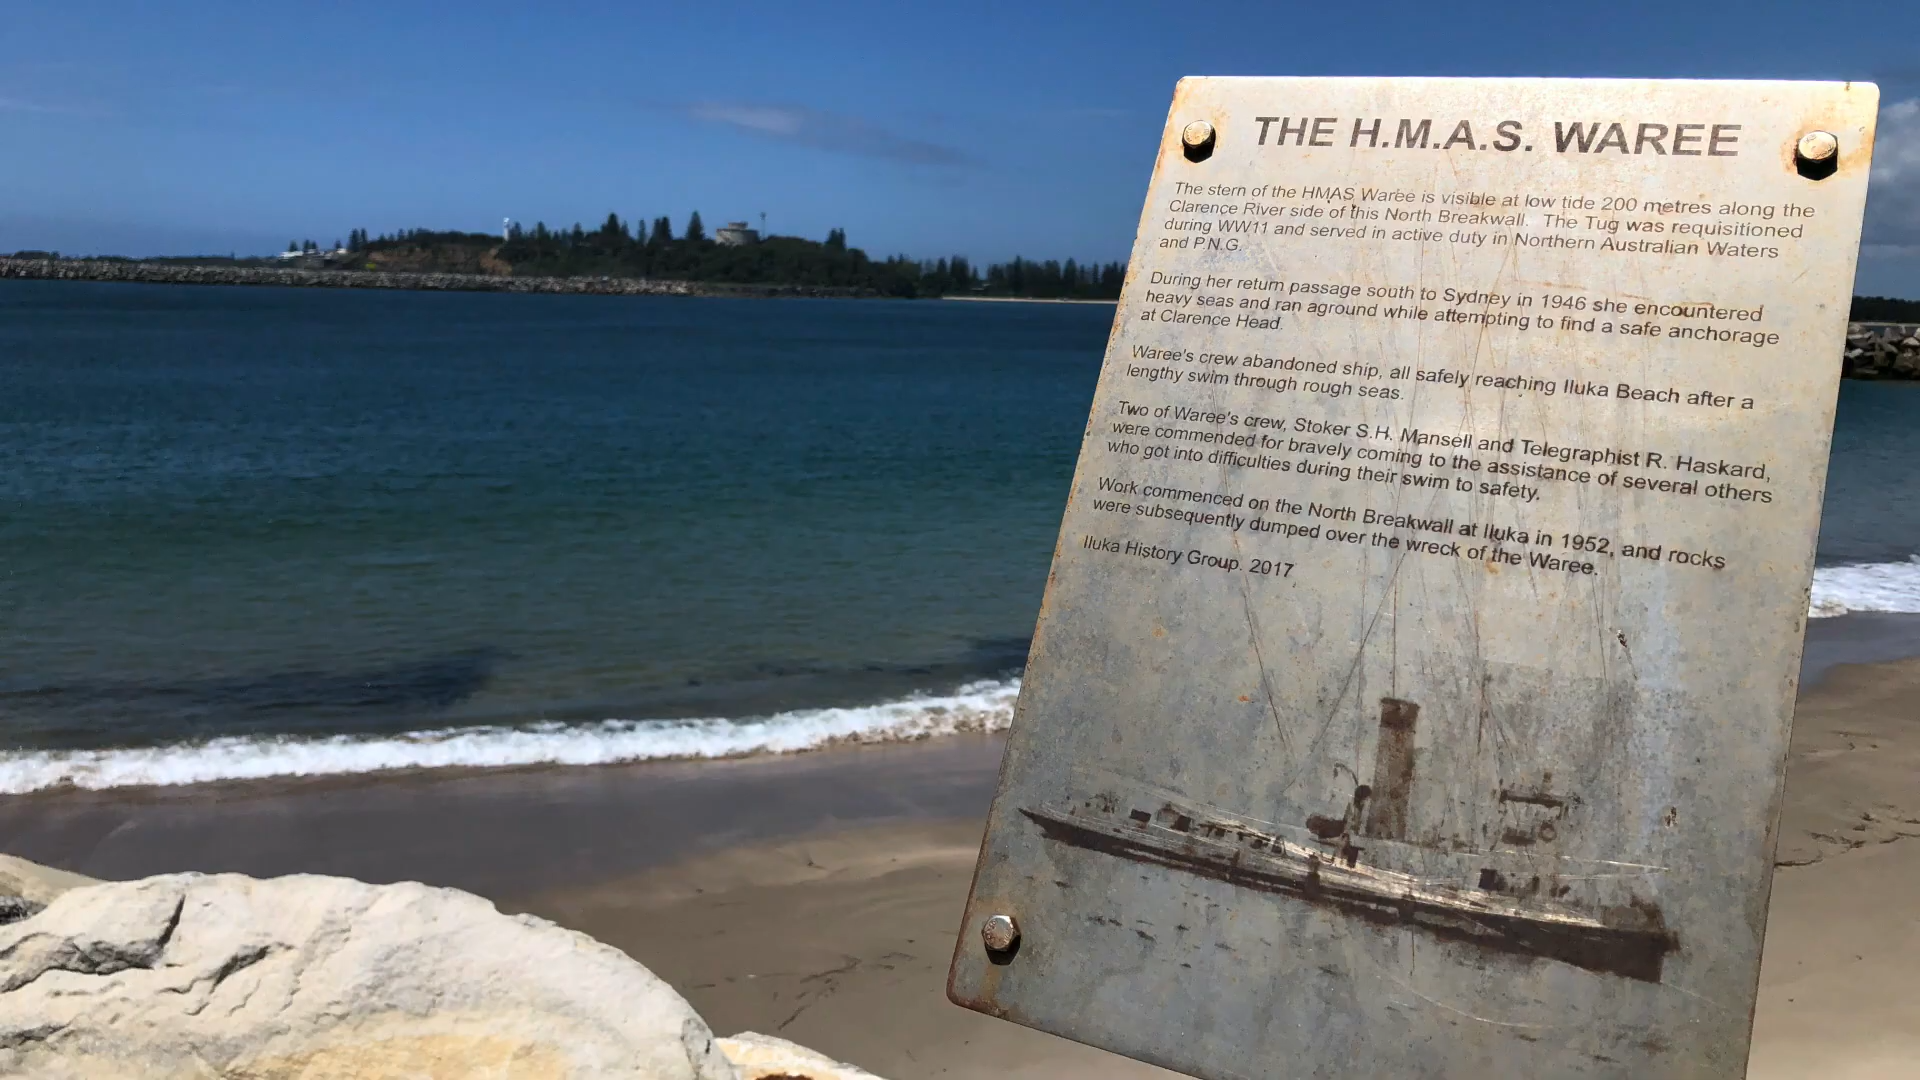 THE H.M.A.S. WAREE
The stern of the HMAS Waree is visible at low tide 200 metres along the
Clarence River side of this North Breakwall. The Tug was requisitioned
during WW11 and served in active duty in Northern Australian Waters
and P.N.G.
During her return passage south to Sydney in 1946 she encountered
heavy seas and ran aground while attempting to find a safe anchorage
at Clarence Head.
Waree's crew abandoned ship, all safely reaching Iluka Beach after a
lengthy swim through rough seas.
Two of Waree's crew, Stoker S.H. Mansell and Telegraphist R. Haskard,
were commended for bravely coming to the assistance of several others
who got into difficulties during their swim to safety.
Work commenced on the North Breakwall at Iluka in 1952, and rocks
were subsequently dumped over the wreck of the Waree.
Iluka History Group. 2017